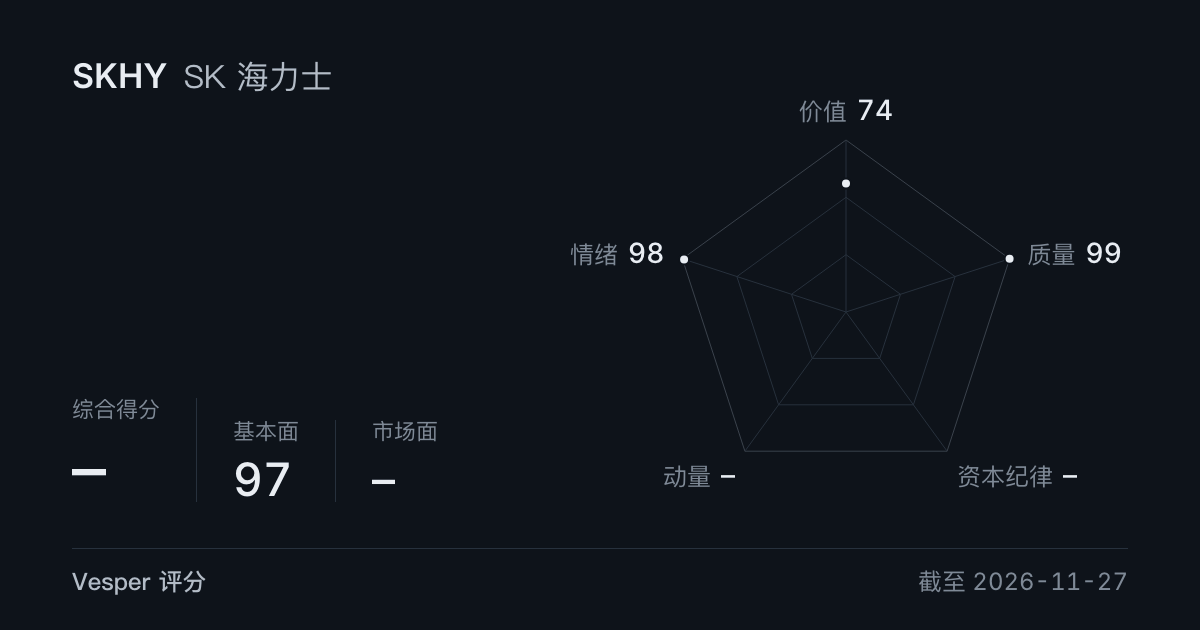 SKHY SK 海力士
价值 74
情绪 98
质量 99
动量 –
资本纪律 –
综合得分
–
基本面
97
市场面
–
Vesper 评分
截至 2026-11-27